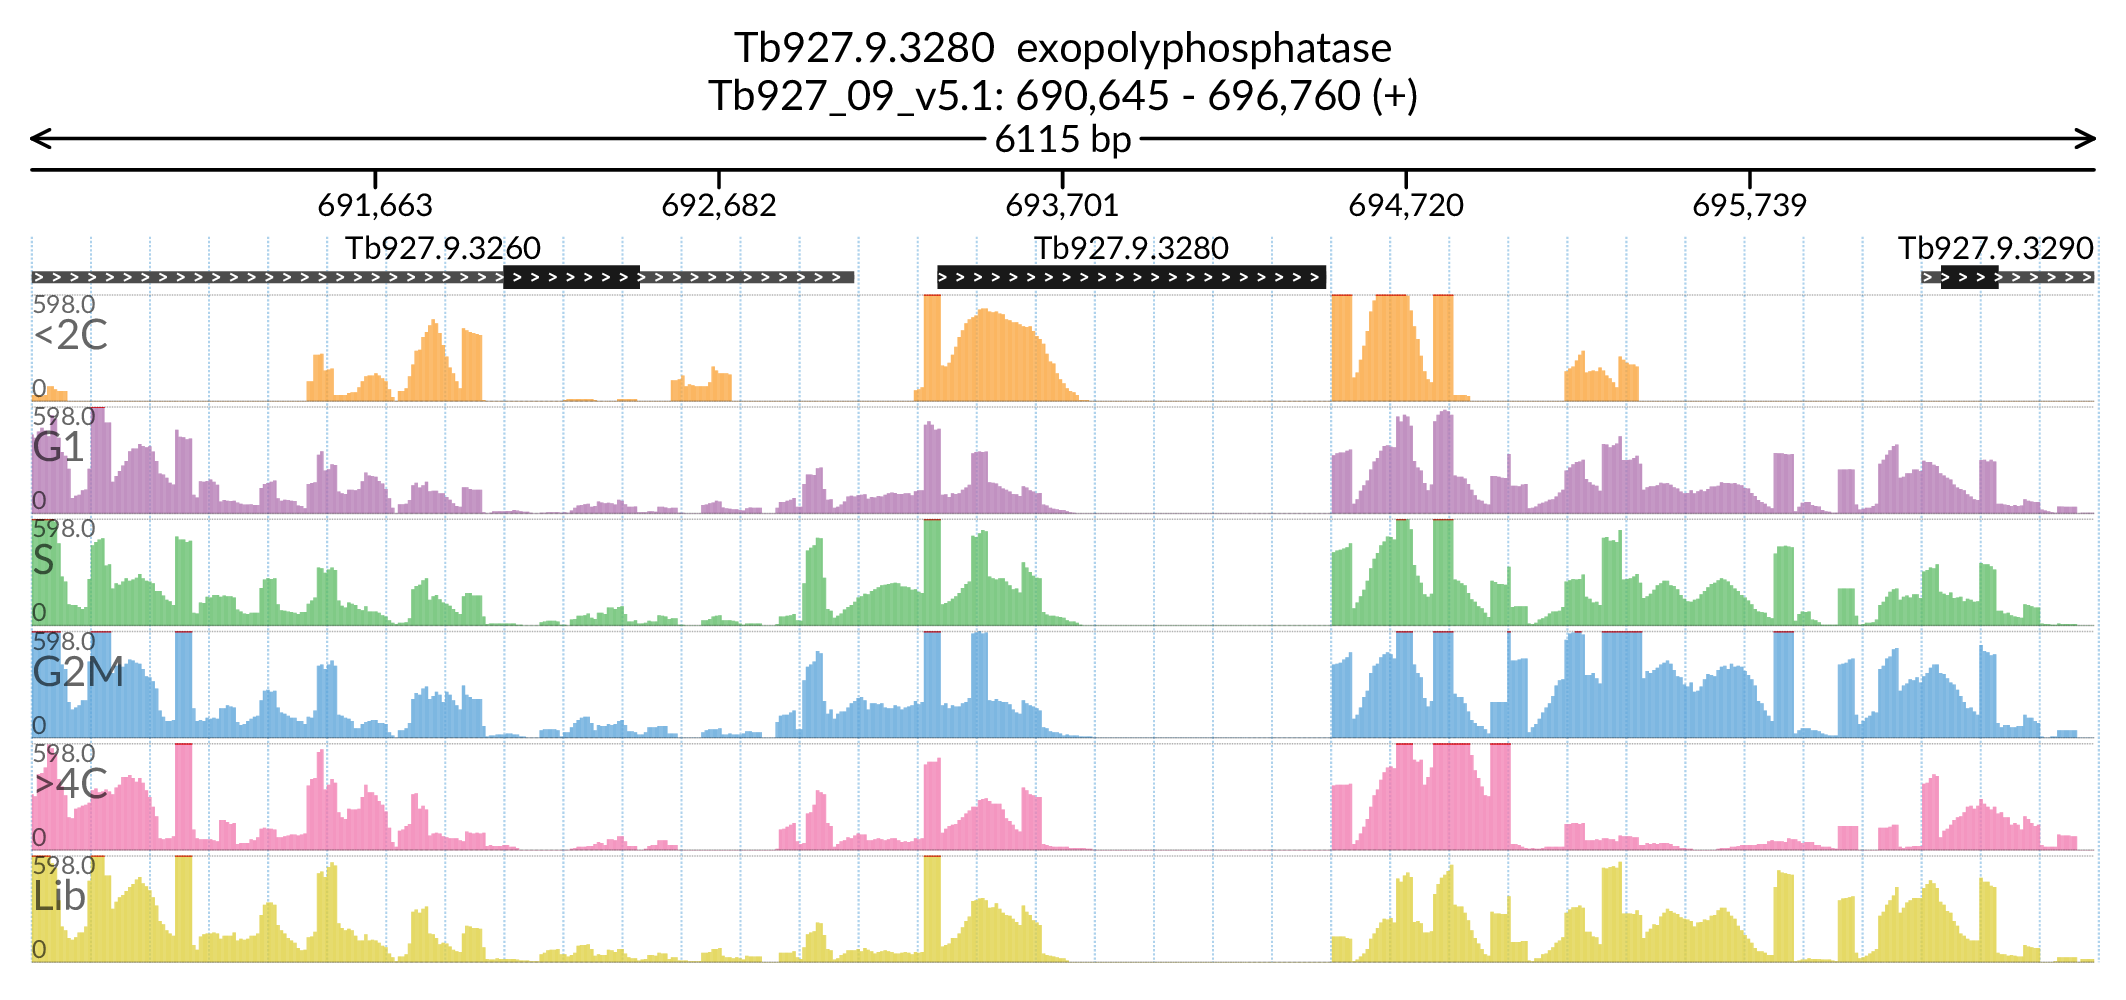 Tb927.9.3280  exopolyphosphatase
Tb927_09_v5.1: 690,645 - 696,760 (+)
6115 bp
691,663 692,682 693,701 694,720 695,739
Tb927.9.3260 Tb927.9.3280 Tb927.9.3290
598.0
<2C
0
598.0
G1
0
598.0
S
0
598.0
G2M
0
598.0
>4C
0
598.0
Lib
0